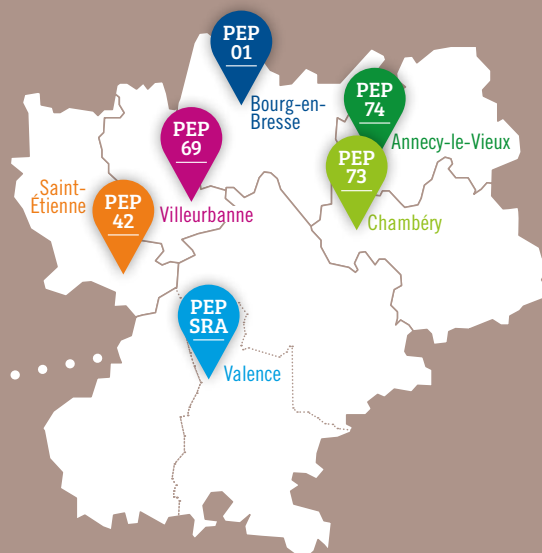 PEP
01
Bourg-en-
Bresse
PEP
74
Annecy-le-Vieux
PEP
69
Villeurbanne
PEP
73
Chambéry
Saint-
Étienne
PEP
42
PEP
SRA
Valence